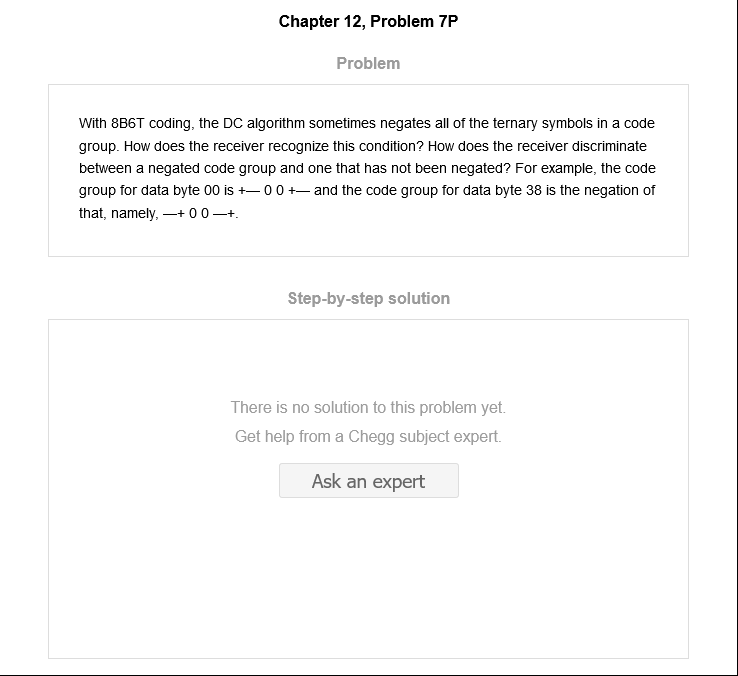 Chapter 12, Problem 7P
Problem
With 8B6T coding, the DC algorithm sometimes negates all of the ternary symbols in a code
group. How does the receiver recognize this condition? How does the receiver discriminate
between a negated code group and one that has not been negated? For example, the code
group for data byte 00 is +— 0 0 +— and the code group for data byte 38 is the negation of
that, namely, —+ 0 0 —+.
Step-by-step solution
There is no solution to this problem yet.
Get help from a Chegg subject expert.
Ask an expert